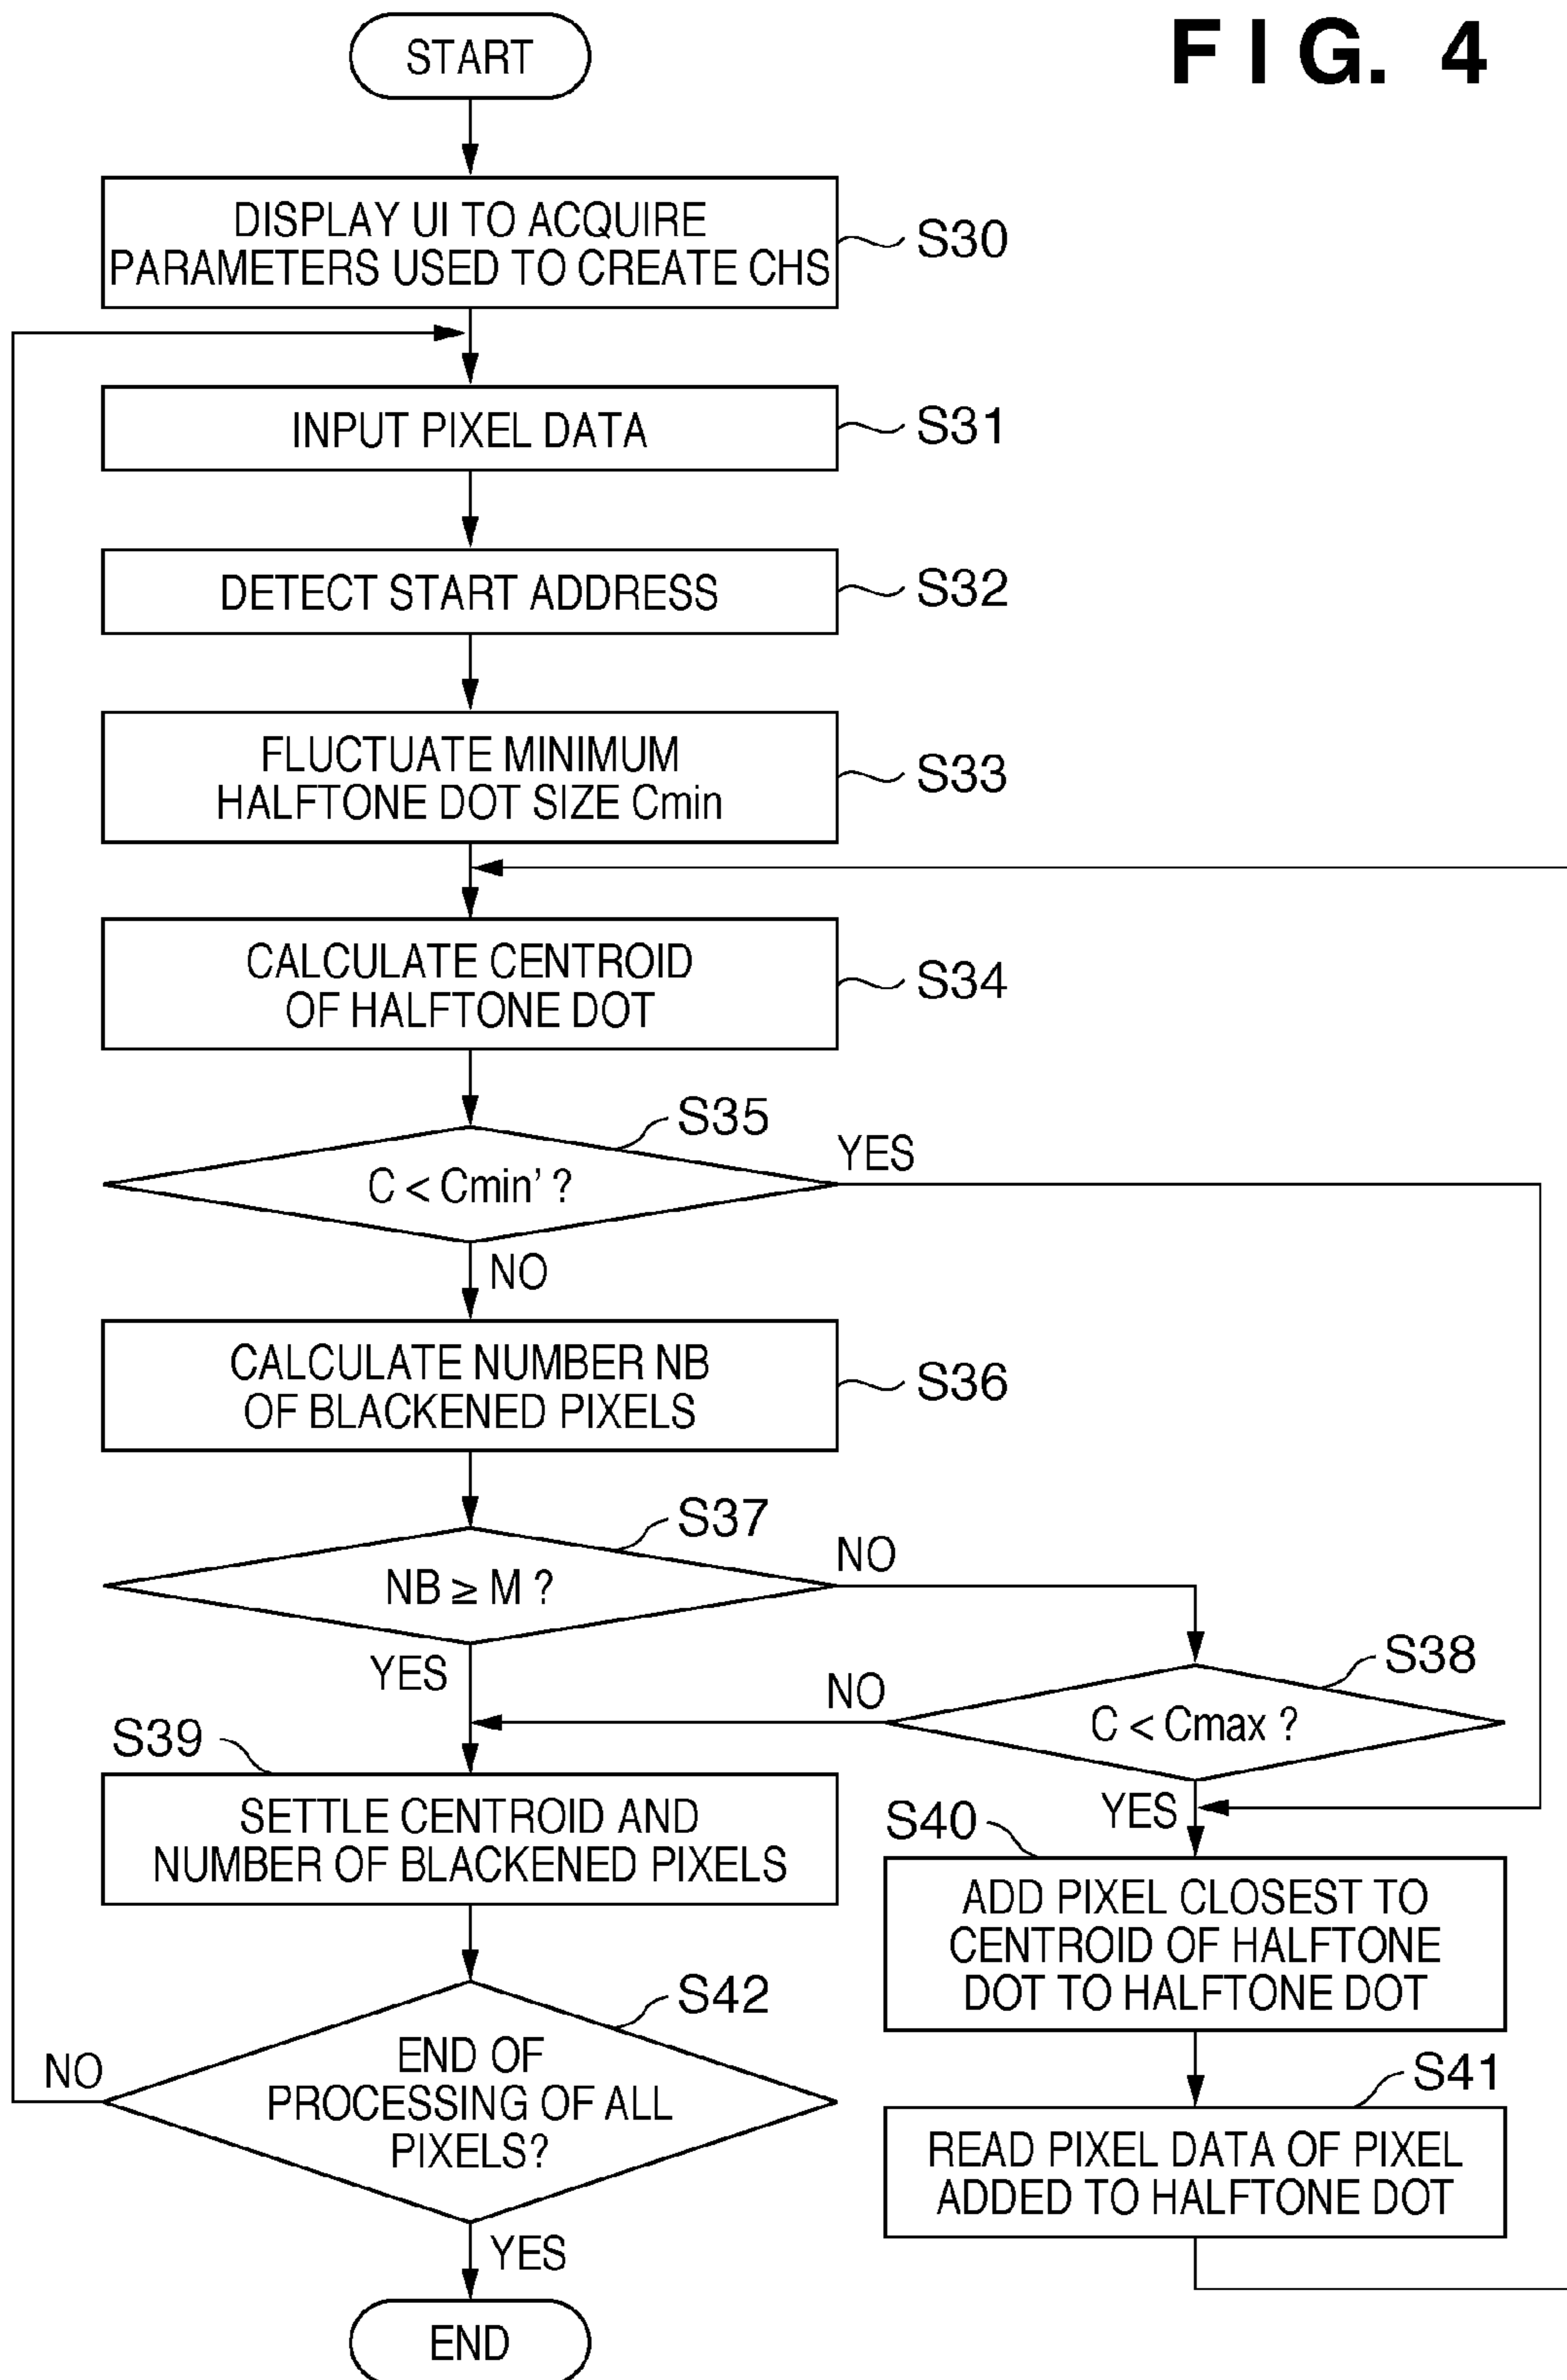 FIG. 4
START
DISPLAY UI TO ACQUIRE
PARAMETERS USED TO CREATE CHS
S30
INPUT PIXEL DATA
S31
DETECT START ADDRESS
S32
FLUCTUATE MINIMUM
HALFTONE DOT SIZE Cmin
S33
CALCULATE CENTROID
OF HALFTONE DOT
S34
S35
C < Cmin' ?
YES
NO
CALCULATE NUMBER NB
OF BLACKENED PIXELS
S36
S37
NB ≥ M ?
NO
YES
S38
C < Cmax ?
NO
YES
S39
SETTLE CENTROID AND
NUMBER OF BLACKENED PIXELS
S40
ADD PIXEL CLOSEST TO
CENTROID OF HALFTONE
DOT TO HALFTONE DOT
S41
READ PIXEL DATA OF PIXEL
ADDED TO HALFTONE DOT
S42
END OF
PROCESSING OF ALL
PIXELS?
NO
YES
END